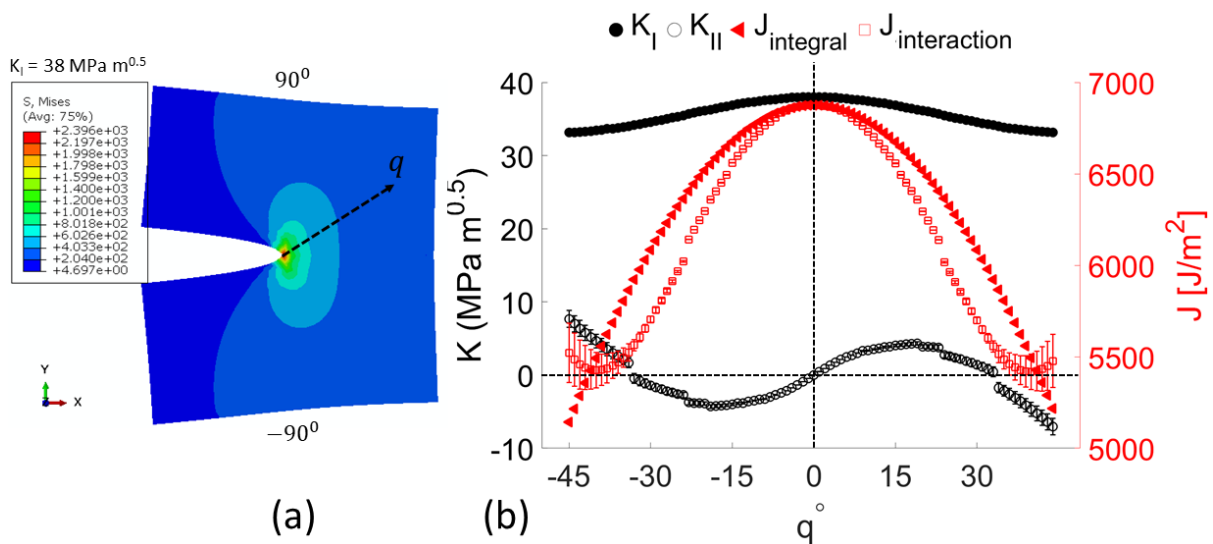 K_I = 38 MPa m^0.5
S, Mises
(Avg: 75%)
+2.396e+03
+2.197e+03
+1.998e+03
+1.798e+03
+1.599e+03
+1.400e+03
+1.200e+03
+1.001e+03
+8.018e+02
+6.026e+02
+4.033e+02
+2.040e+02
+4.697e+00
90⁰
q
−90⁰
Y
Z
X
(a)
K_I K_II J_integral J_interaction
40
30
20
10
0
-10
K (MPa m^0.5)
7000
6500
6000
5500
5000
J [J/m²]
-45 -30 -15 0 15 30
q°
(b)